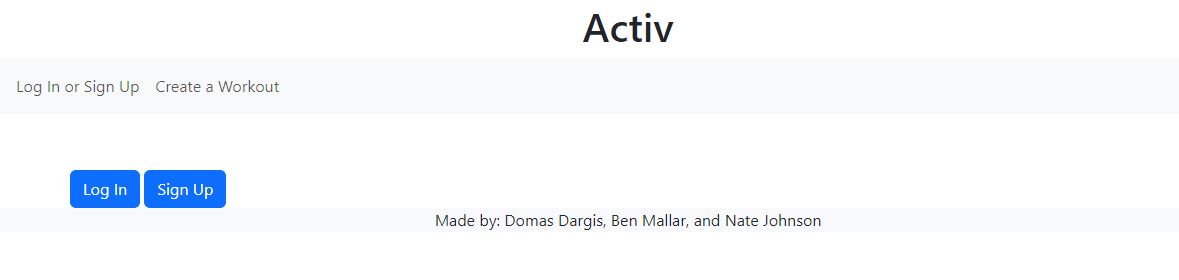 Activ
Log In or Sign Up Create a Workout
Log In Sign Up
Made by: Domas Dargis, Ben Mallar, and Nate Johnson